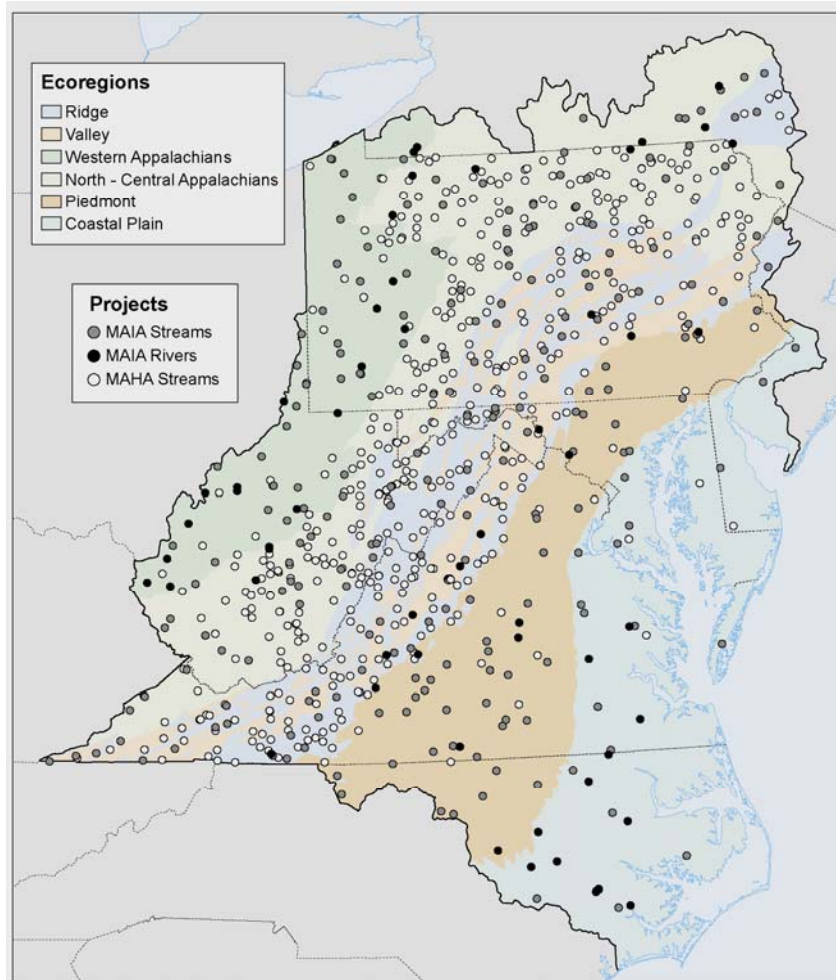 Ecoregions
Ridge
Valley
Western Appalachians
North - Central Appalachians
Piedmont
Coastal Plain
Projects
MAIA Streams
MAIA Rivers
MAHA Streams